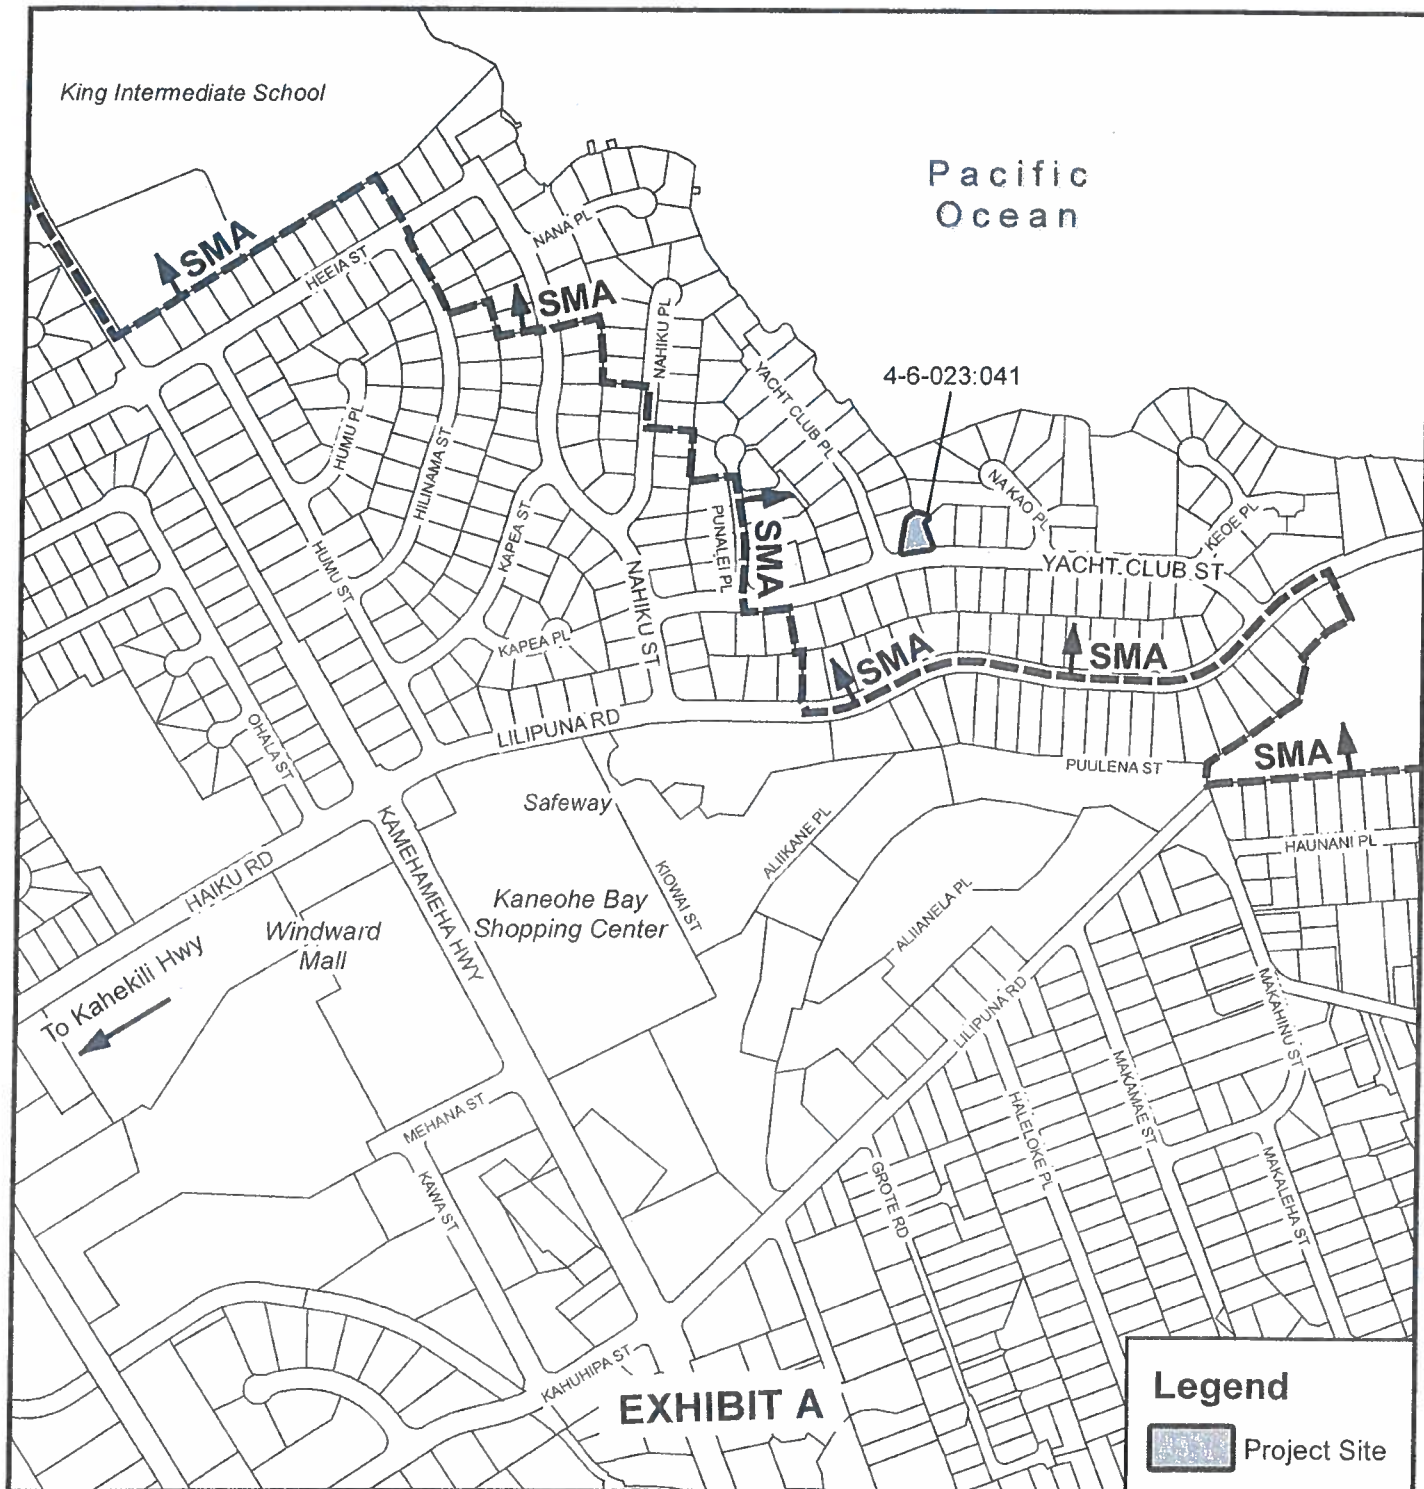 King Intermediate School
Pacific
Ocean
SMA
HEEIA ST
NANA PL
SMA
NAHIKU PL
4-6-023:041
YACHT CLUB PL
HUMU PL
HILINAMA ST
KAPEA ST
NA KAO PL
KEOE PL
PUNALEI PL
SMA
HUMU ST
NAHIKU ST
YACHT CLUB ST
KAPEA PL
SMA
SMA
OHALA ST
LILIPUNA RD
SMA
PUULENA ST
Safeway
KAMEHAMEHA HWY
ALIIKANE PL
HAUNANI PL
HAIKU RD
KIOWAI ST
Kaneohe Bay
Shopping Center
ALIIANELA PL
Windward
Mall
To Kahekili Hwy
LILIPUNA RD
MAKAHINU ST
MEHANA ST
MAKAMAE ST
HALELOKE PL
KAWA ST
GROTE RD
MAKALEHA ST
KAHUHIPA ST
EXHIBIT A
Legend
Project Site